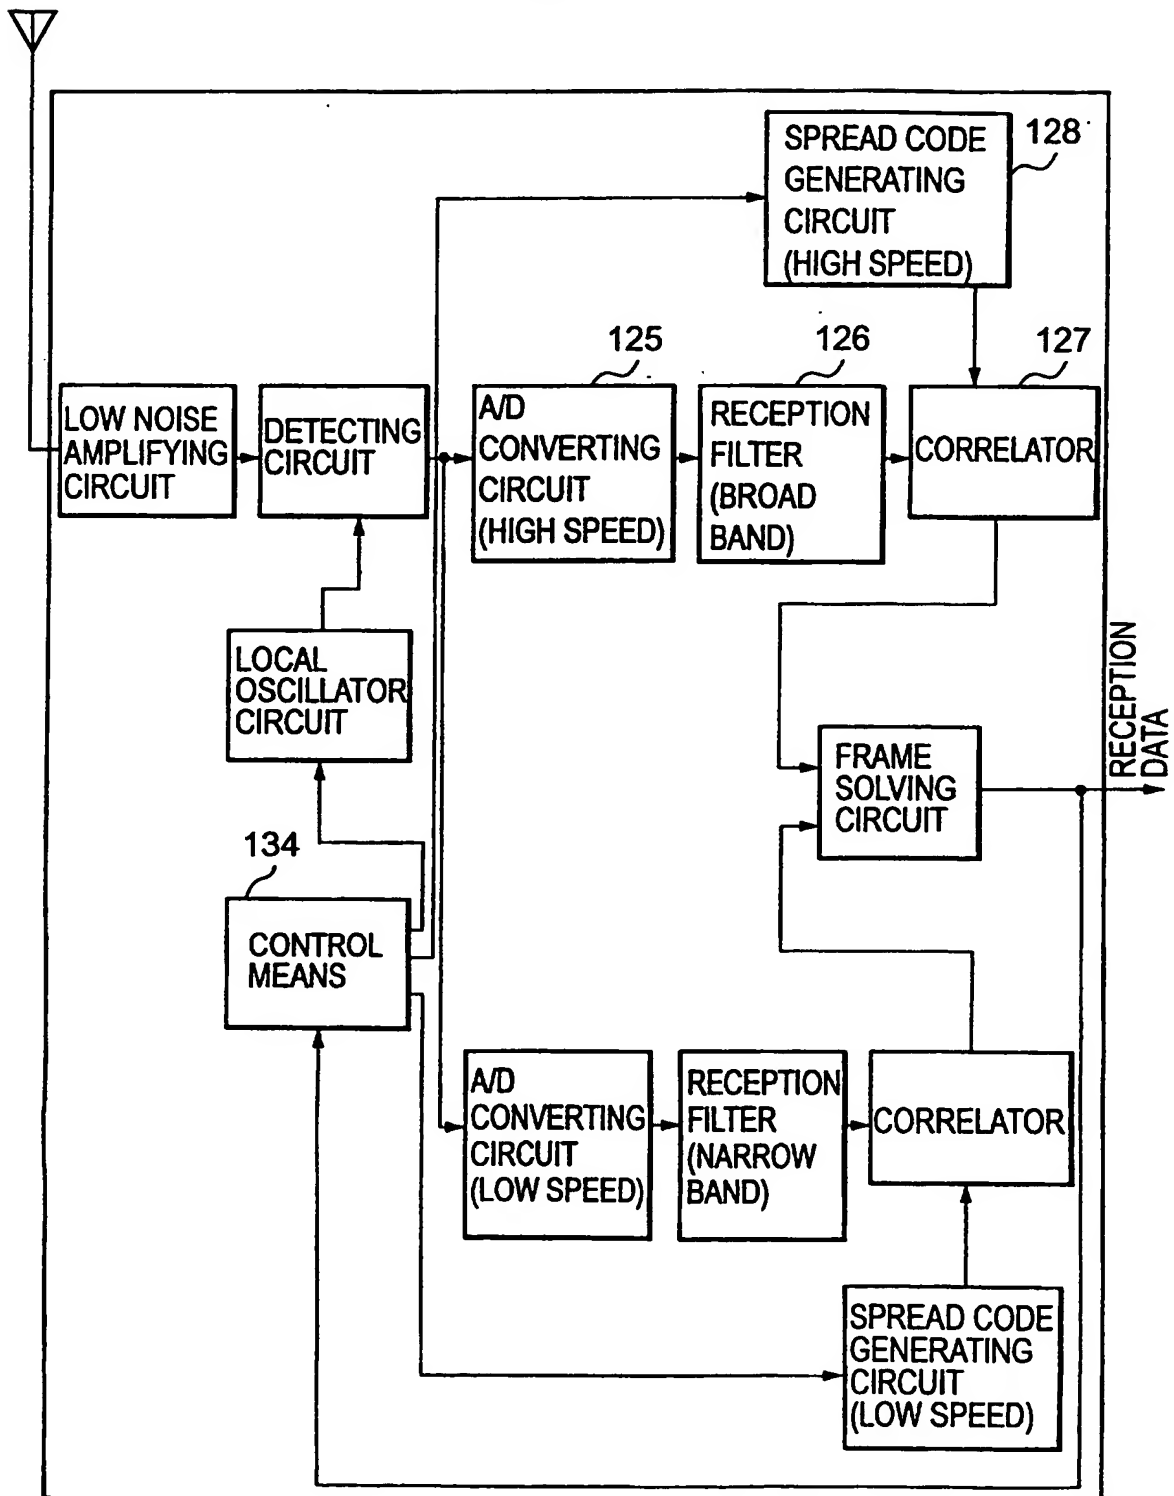 128
SPREAD CODE
GENERATING
CIRCUIT
(HIGH SPEED)
125
126
127
LOW NOISE
AMPLIFYING
CIRCUIT
DETECTING
CIRCUIT
A/D
CONVERTING
CIRCUIT
(HIGH SPEED)
RECEPTION
FILTER
(BROAD
BAND)
CORRELATOR
LOCAL
OSCILLATOR
CIRCUIT
FRAME
SOLVING
CIRCUIT
RECEPTION
DATA
134
CONTROL
MEANS
A/D
CONVERTING
CIRCUIT
(LOW SPEED)
RECEPTION
FILTER
(NARROW
BAND)
CORRELATOR
SPREAD CODE
GENERATING
CIRCUIT
(LOW SPEED)